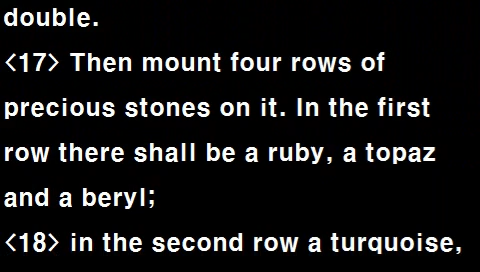 double.
<17> Then mount four rows of
precious stones on it. In the first
row there shall be a ruby, a topaz
and a beryl;
<18> in the second row a turquoise,